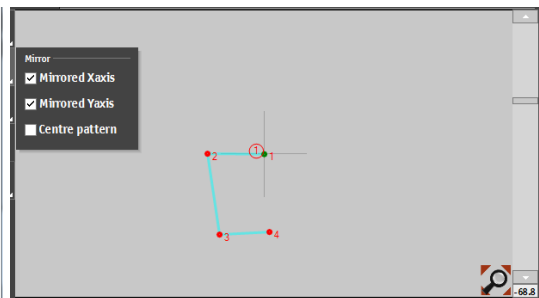 Mirror
Mirrored Xaxis
Mirrored Yaxis
Centre pattern
2
1
1
3
4
-68.8